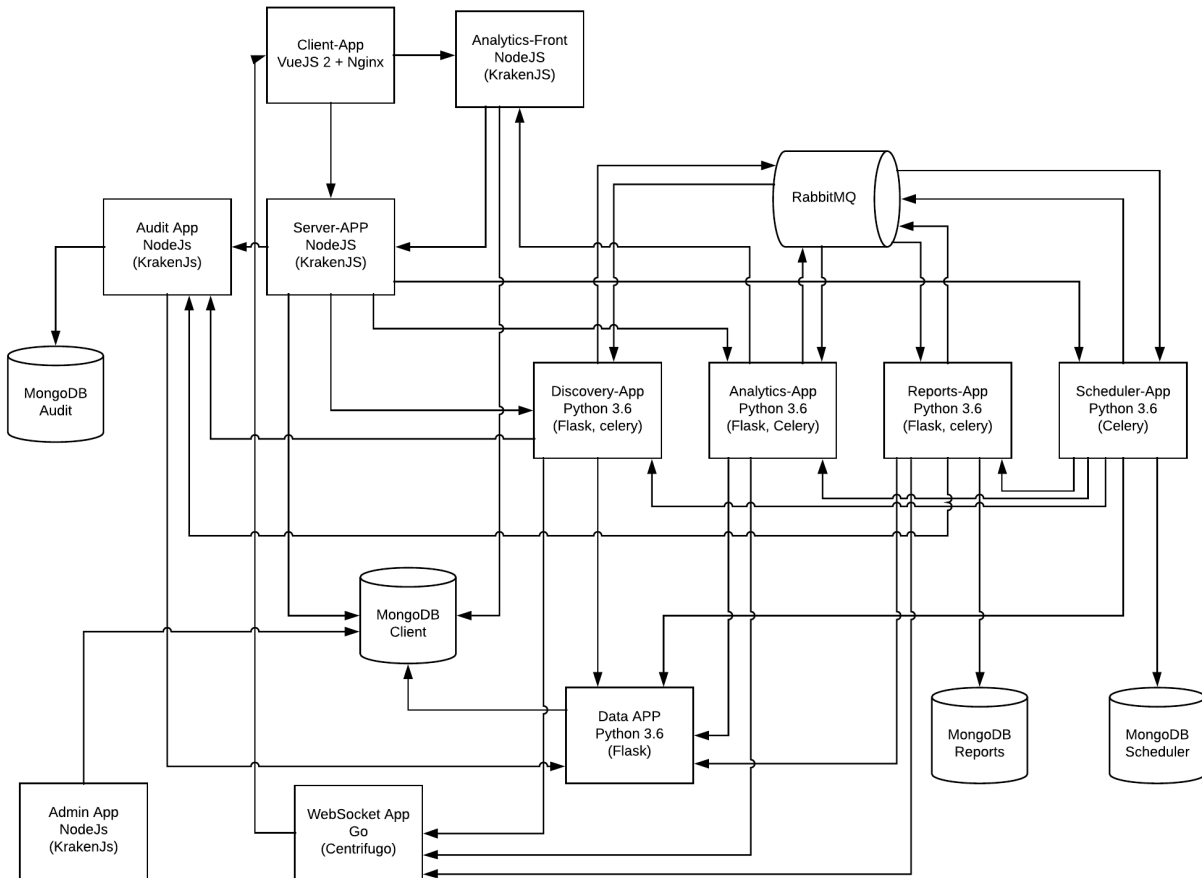 Client-App
VueJS 2 + Nginx
Analytics-Front
NodeJS
(KrakenJS)
RabbitMQ
Audit App
NodeJs
(KrakenJs)
Server-APP
NodeJS
(KrakenJS)
MongoDB
Audit
Discovery-App
Python 3.6
(Flask, celery)
Analytics-App
Python 3.6
(Flask, Celery)
Reports-App
Python 3.6
(Flask, celery)
Scheduler-App
Python 3.6
(Celery)
MongoDB
Client
Data APP
Python 3.6
(Flask)
MongoDB
Reports
MongoDB
Scheduler
Admin App
NodeJs
(KrakenJs)
WebSocket App
Go
(Centrifugo)